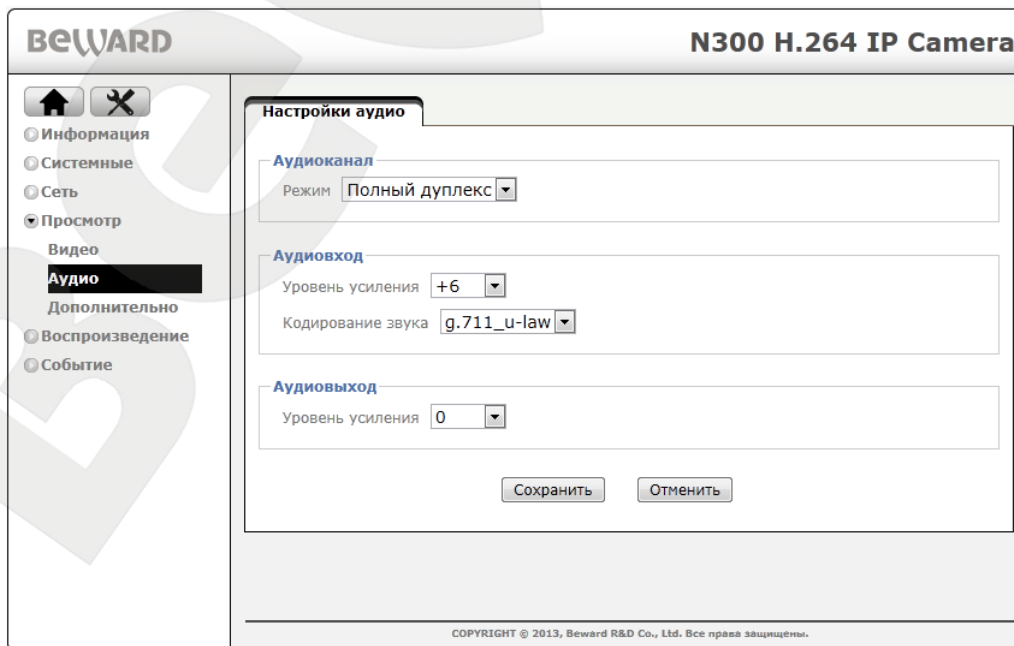 BEWARD
N300 H.264 IP Camera
Информация
Системные
Сеть
Просмотр
Видео
Аудио
Дополнительно
Воспроизведение
Событие
Настройки аудио
Аудиоканал
Режим Полный дуплекс
Аудиовход
Уровень усиления +6
Кодирование звука g.711_u-law
Аудиовыход
Уровень усиления 0
Сохранить Отменить
COPYRIGHT © 2013, Beward R&D Co., Ltd. Все права защищены.